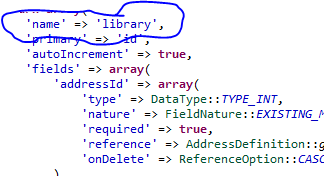 'name' => 'library',
'primary' => 'id',
'autoIncrement' => true,
'fields' => array(
'addressId' => array(
'type' => DataType::TYPE_INT,
'nature' => FieldNature::EXISTING_
'required' => true,
'reference' => AddressDefinition::g
'onDelete' => ReferenceOption::CASC
)